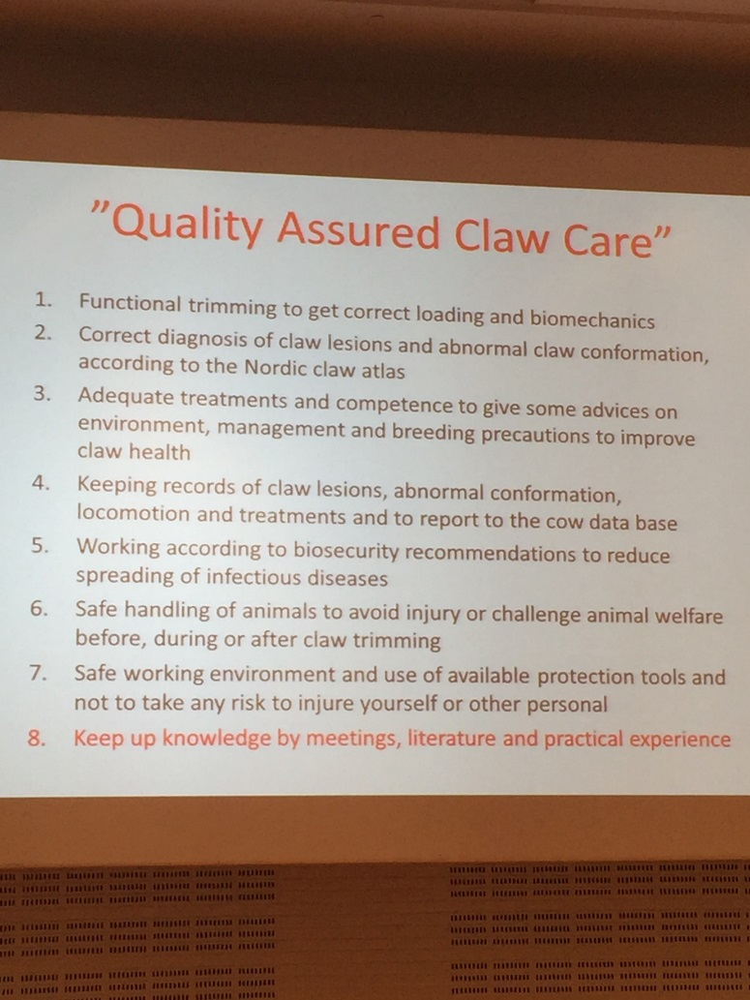 ”Quality Assured Claw Care”
1. Functional trimming to get correct loading and biomechanics
2. Correct diagnosis of claw lesions and abnormal claw conformation,
according to the Nordic claw atlas
3. Adequate treatments and competence to give some advices on
environment, management and breeding precautions to improve
claw health
4. Keeping records of claw lesions, abnormal conformation,
locomotion and treatments and to report to the cow data base
5. Working according to biosecurity recommendations to reduce
spreading of infectious diseases
6. Safe handling of animals to avoid injury or challenge animal welfare
before, during or after claw trimming
7. Safe working environment and use of available protection tools and
not to take any risk to injure yourself or other personal
8. Keep up knowledge by meetings, literature and practical experience